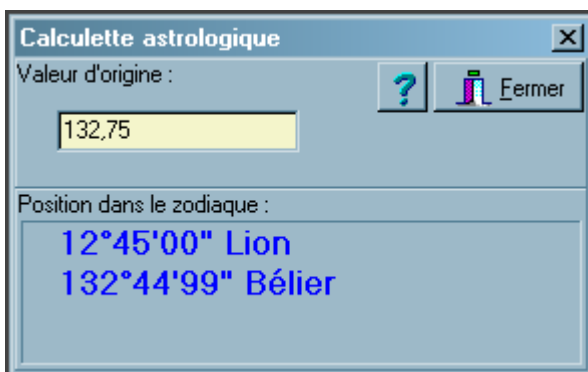 Calculette astrologique
Valeur d'origine :
? Fermer
132,75
Position dans le zodiaque :
12°45'00" Lion
132°44'99" Bélier